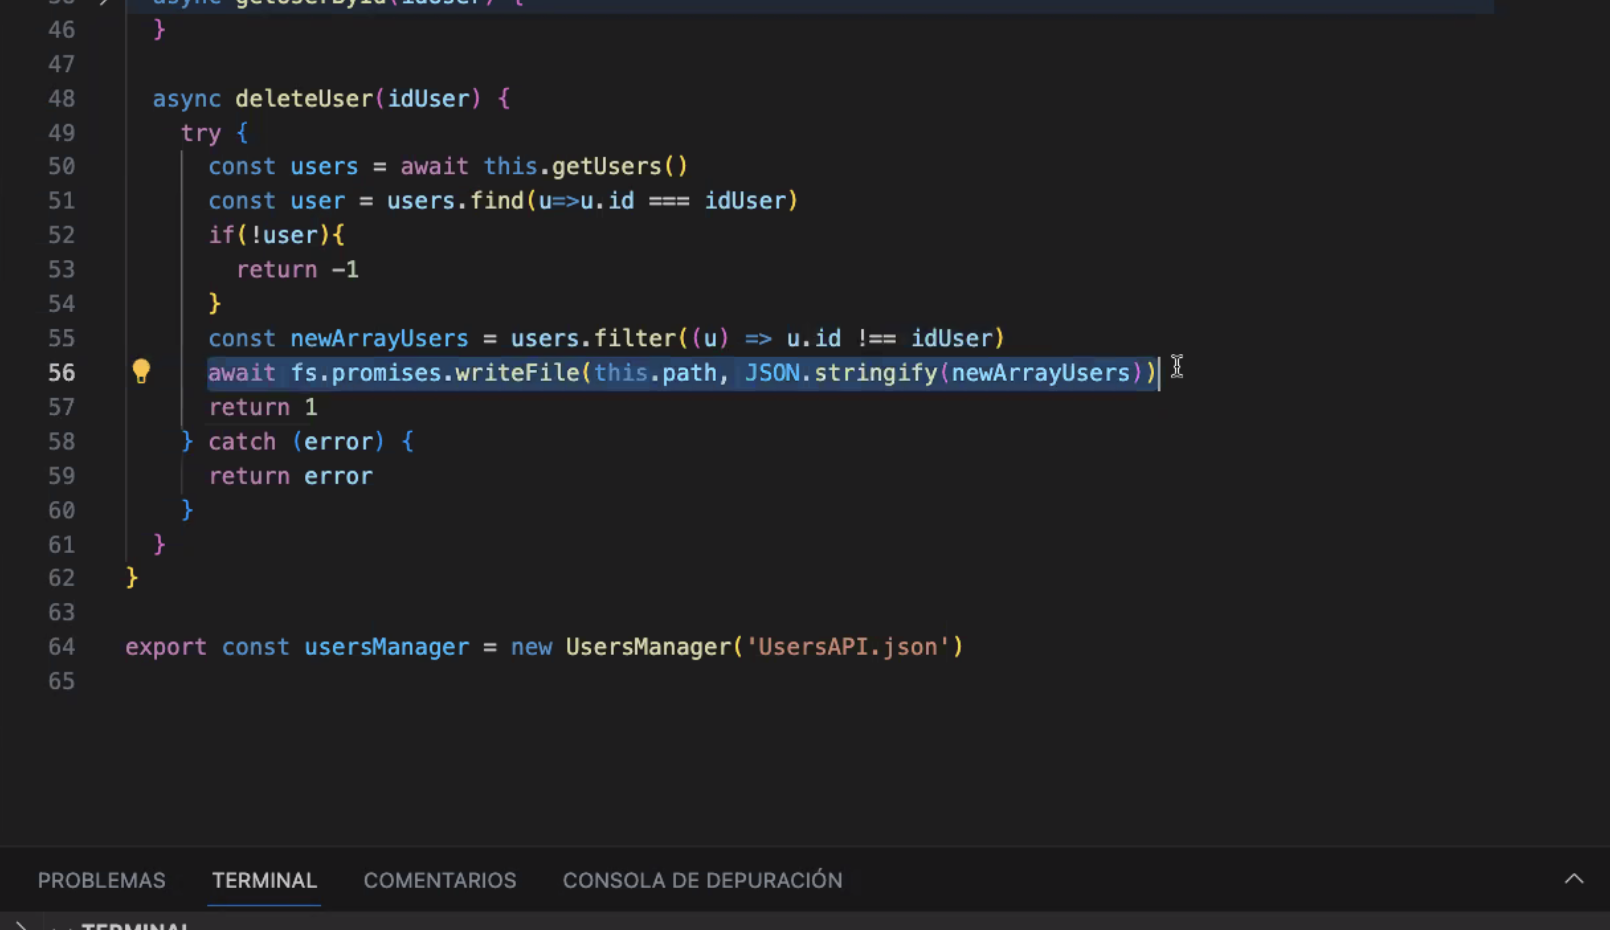 async getUserById(idUser) {
46 }
47
48 async deleteUser(idUser) {
49 try {
50 const users = await this.getUsers()
51 const user = users.find(u=>u.id === idUser)
52 if(!user){
53 return -1
54 }
55 const newArrayUsers = users.filter((u) => u.id !== idUser)
56 await fs.promises.writeFile(this.path, JSON.stringify(newArrayUsers))
57 return 1
58 } catch (error) {
59 return error
60 }
61 }
62 }
63
64 export const usersManager = new UsersManager('UsersAPI.json')
65
PROBLEMAS TERMINAL COMENTARIOS CONSOLA DE DEPURACIÓN
TERMINAL